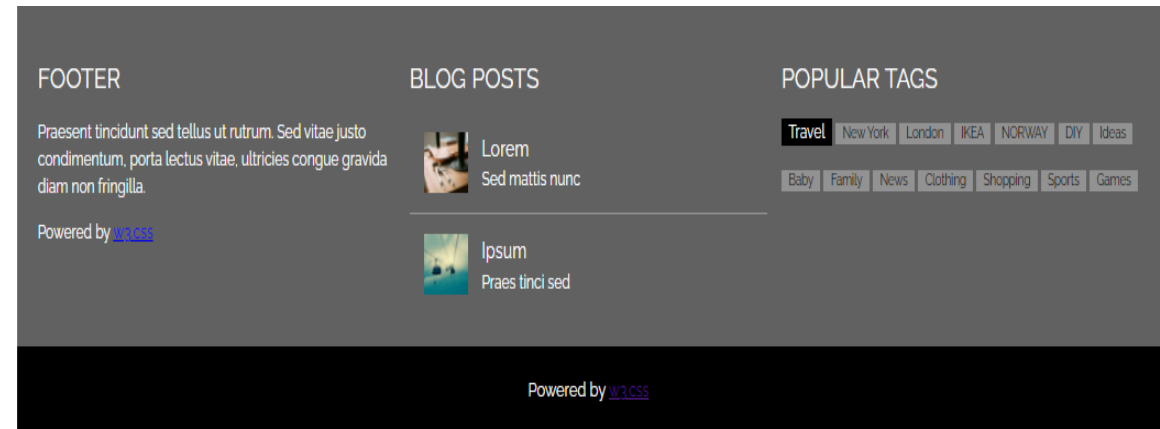 FOOTER
Praesent tincidunt sed tellus ut rutrum. Sed vitae justo
condimentum, porta lectus vitae, ultricies congue gravida
diam non fringilla.
Powered by w3.css
BLOG POSTS
Lorem
Sed mattis nunc
Ipsum
Praes tinci sed
POPULAR TAGS
Travel New York London IKEA NORWAY DIY Ideas
Baby Family News Clothing Shopping Sports Games
Powered by w3.css